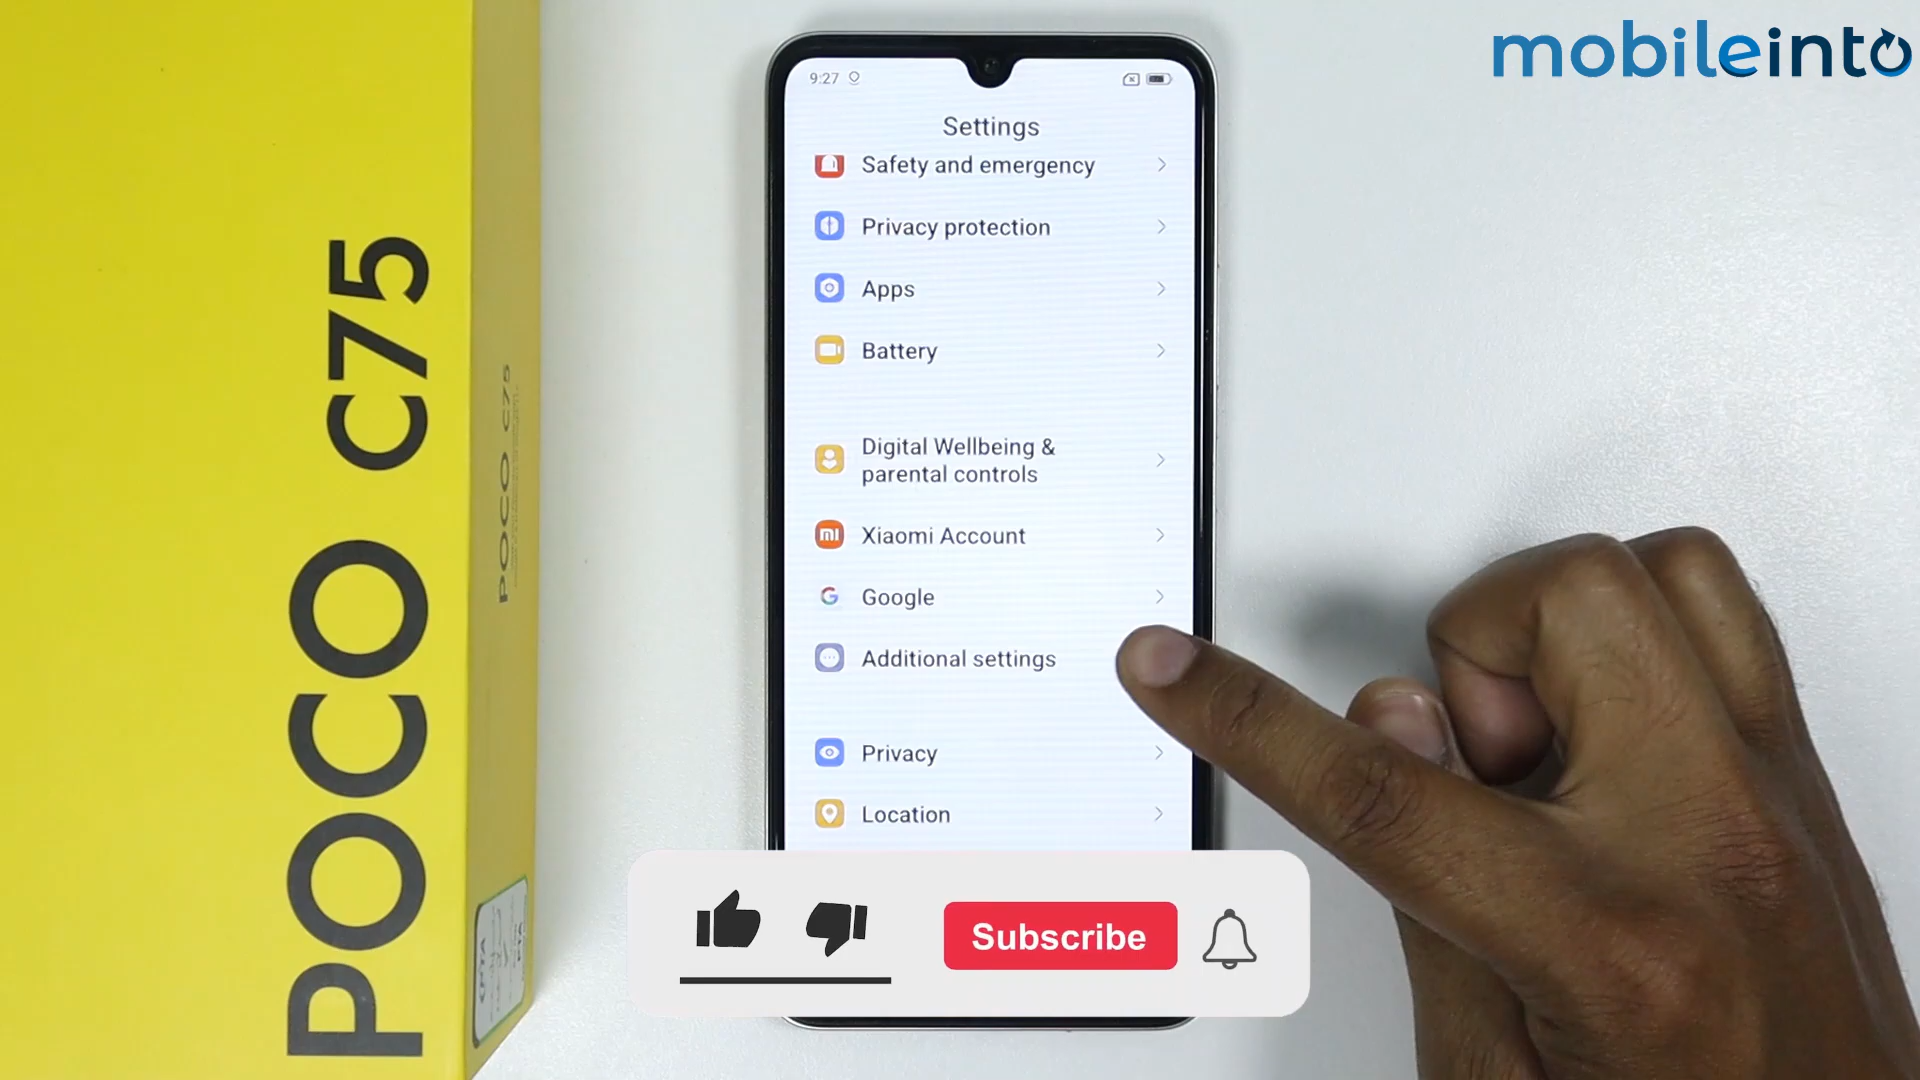 mobileinto
9:27
Settings
Safety and emergency
Privacy protection
Apps
Battery
Digital Wellbeing &
parental controls
Xiaomi Account
Google
Additional settings
Privacy
Location
Subscribe
POCO C75
POCO C75
PTA